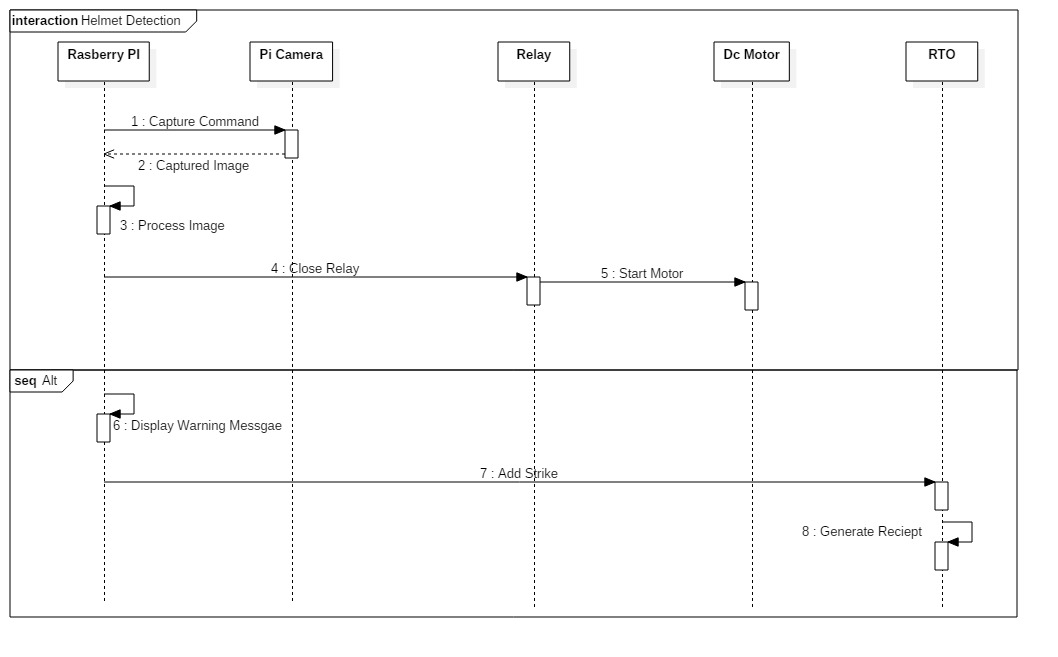 interaction Helmet Detection
Rasberry PI
Pi Camera
Relay
Dc Motor
RTO
1 : Capture Command
2 : Captured Image
3 : Process Image
4 : Close Relay
5 : Start Motor
seq Alt
6 : Display Warning Messgae
7 : Add Strike
8 : Generate Reciept